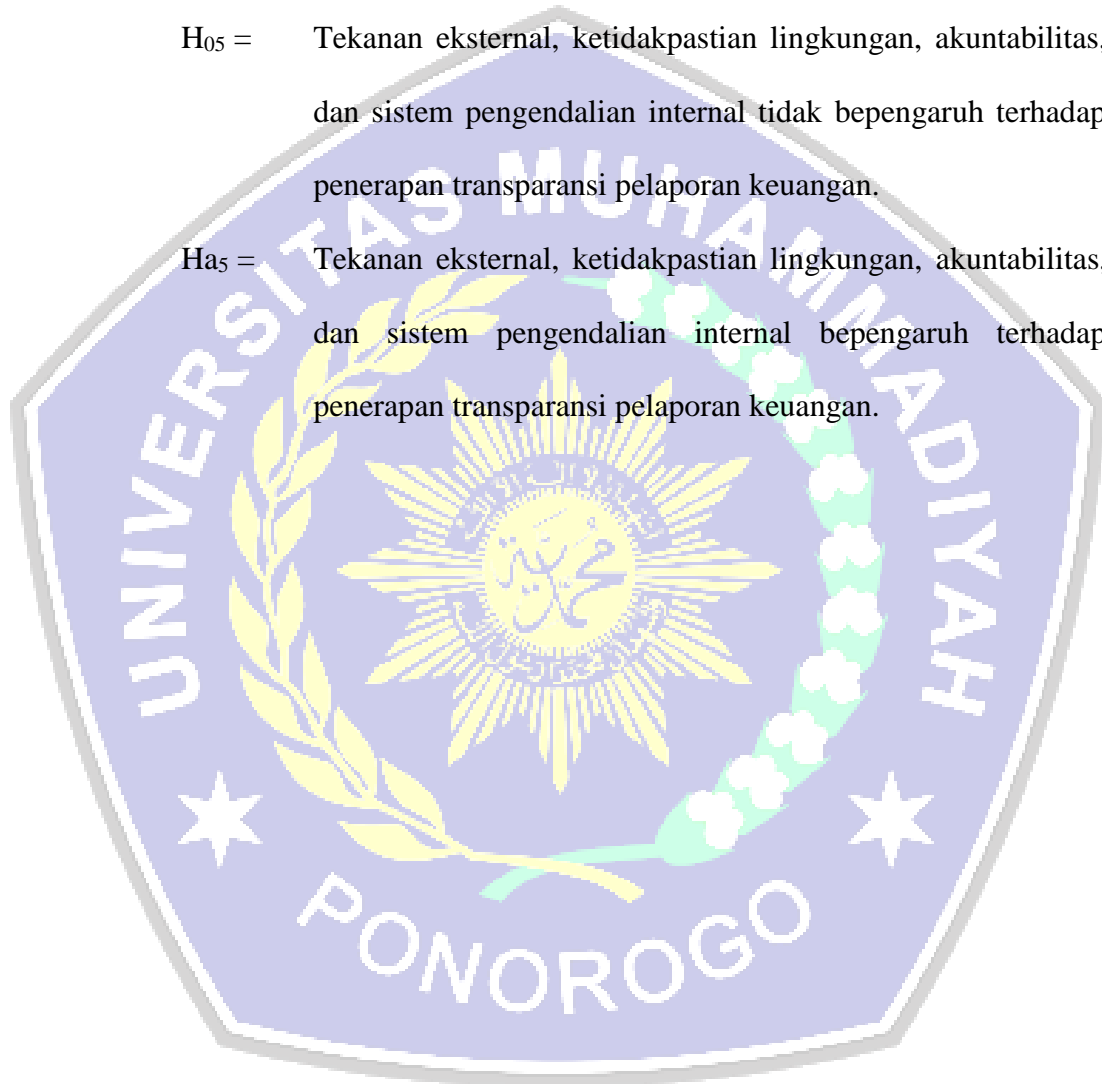 H05 = Tekanan eksternal, ketidakpastian lingkungan, akuntabilitas,
dan sistem pengendalian internal tidak bepengaruh terhadap
penerapan transparansi pelaporan keuangan.
Ha5 = Tekanan eksternal, ketidakpastian lingkungan, akuntabilitas,
dan sistem pengendalian internal bepengaruh terhadap
penerapan transparansi pelaporan keuangan.
UNIVERSITAS MUHAMMADIYAH
PONOROGO